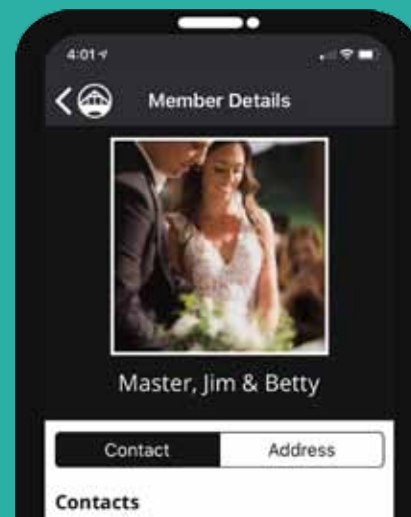 4:01
Member Details
Master, Jim & Betty
Contact Address
Contacts